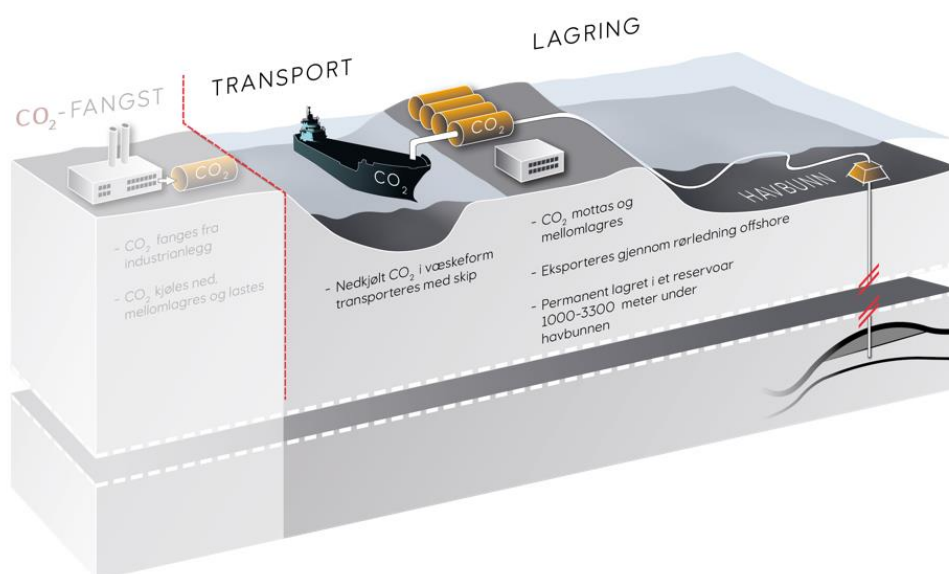 CO₂-FANGST
TRANSPORT
LAGRING
CO₂
CO₂
CO₂
HAVBUNN
- CO₂ fanges fra
industrianlegg
- CO₂ kjøles ned,
mellomlagres og lastes
- Nedkjølt CO₂ i væskeform
transporteres med skip
- CO₂ mottas og
mellomlagres
- Eksporteres gjennom rørledning offshore
- Permanent lagret i et reservoar
1000-3300 meter under
havbunnen